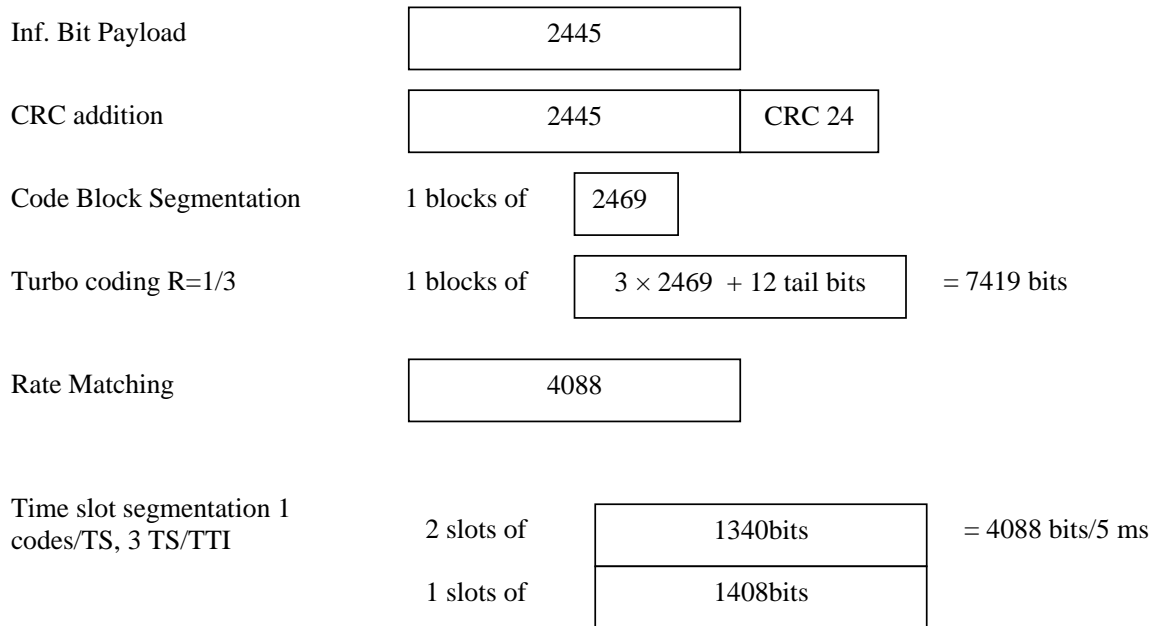 Inf. Bit Payload 2445
CRC addition 2445 CRC 24
Code Block Segmentation 1 blocks of 2469
Turbo coding R=1/3 1 blocks of 3 × 2469 + 12 tail bits = 7419 bits
Rate Matching 4088
Time slot segmentation 1
codes/TS, 3 TS/TTI 2 slots of 1340bits = 4088 bits/5 ms
1 slots of 1408bits